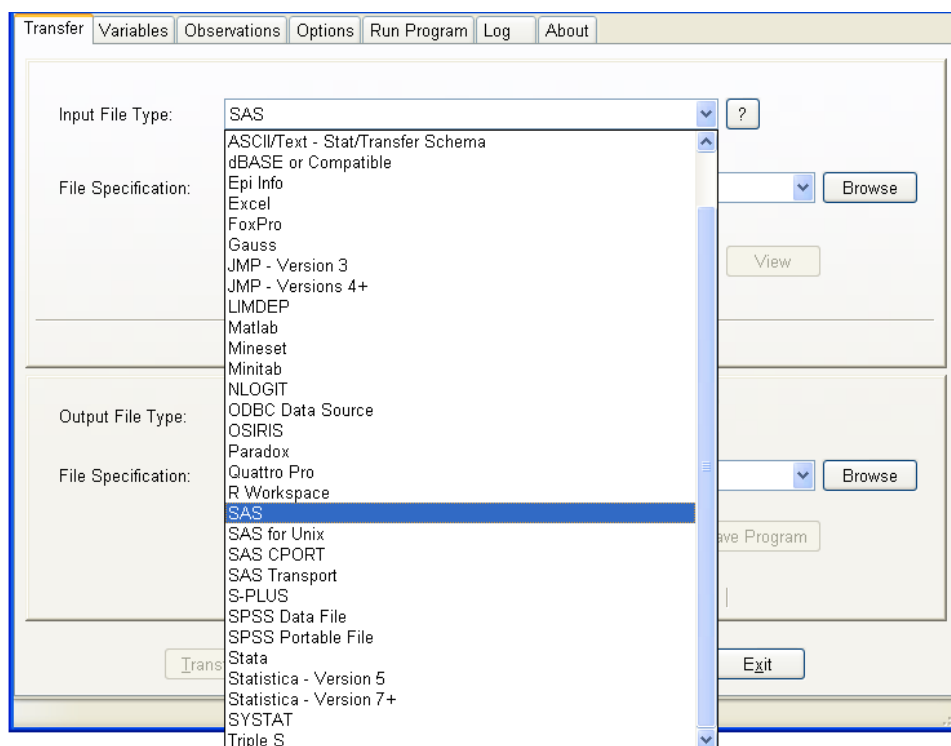 Transfer Variables Observations Options Run Program Log About
Input File Type: SAS ?
ASCII/Text - Stat/Transfer Schema
dBASE or Compatible
File Specification: Browse
Epi Info
Excel
FoxPro
Gauss
View
JMP - Version 3
JMP - Versions 4+
LIMDEP
Matlab
Mineset
Minitab
NLOGIT
Output File Type:
ODBC Data Source
OSIRIS
Paradox
File Specification: Browse
Quattro Pro
R Workspace
SAS
SAS for Unix
Program
SAS CPORT
SAS Transport
S-PLUS
SPSS Data File
SPSS Portable File
Stata
Exit
Statistica - Version 5
Statistica - Version 7+
SYSTAT
Triple S